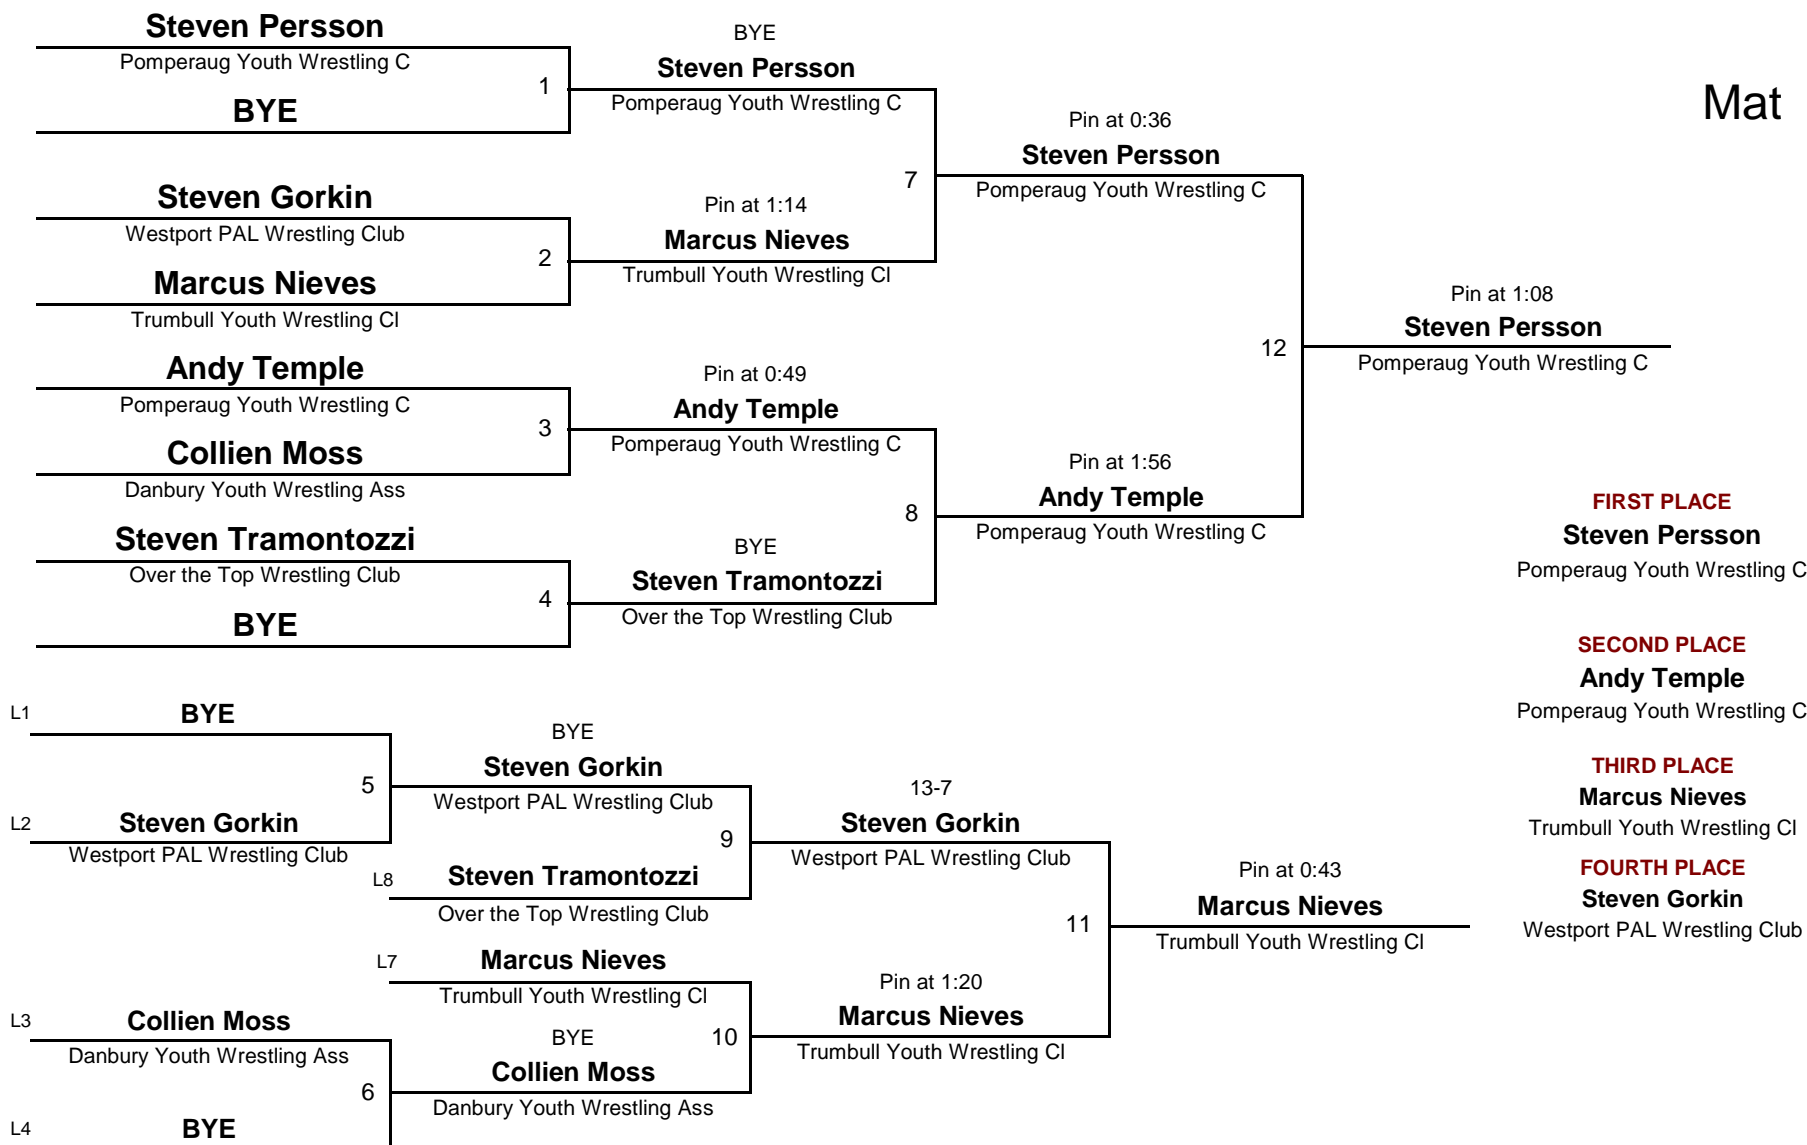 Steven Persson
Pomperaug Youth Wrestling C
1
BYE
BYE
Steven Persson
Pomperaug Youth Wrestling C
Mat
Steven Gorkin
Westport PAL Wrestling Club
2
Marcus Nieves
Trumbull Youth Wrestling Cl
Pin at 1:14
Marcus Nieves
Trumbull Youth Wrestling Cl
7
Pin at 0:36
Steven Persson
Pomperaug Youth Wrestling C
Andy Temple
Pomperaug Youth Wrestling C
3
Collien Moss
Danbury Youth Wrestling Ass
Pin at 0:49
Andy Temple
Pomperaug Youth Wrestling C
Steven Tramontozzi
Over the Top Wrestling Club
4
BYE
BYE
Steven Tramontozzi
Over the Top Wrestling Club
8
Pin at 1:56
Andy Temple
Pomperaug Youth Wrestling C
12
Pin at 1:08
Steven Persson
Pomperaug Youth Wrestling C
FIRST PLACE
Steven Persson
Pomperaug Youth Wrestling C
SECOND PLACE
Andy Temple
Pomperaug Youth Wrestling C
THIRD PLACE
Marcus Nieves
Trumbull Youth Wrestling Cl
FOURTH PLACE
Steven Gorkin
Westport PAL Wrestling Club
L1
BYE
5
L2
Steven Gorkin
Westport PAL Wrestling Club
BYE
Steven Gorkin
Westport PAL Wrestling Club
9
L8
Steven Tramontozzi
Over the Top Wrestling Club
13-7
Steven Gorkin
Westport PAL Wrestling Club
L7
Marcus Nieves
Trumbull Youth Wrestling Cl
10
L3
Collien Moss
Danbury Youth Wrestling Ass
6
L4
BYE
BYE
Collien Moss
Danbury Youth Wrestling Ass
Pin at 1:20
Marcus Nieves
Trumbull Youth Wrestling Cl
11
Pin at 0:43
Marcus Nieves
Trumbull Youth Wrestling Cl